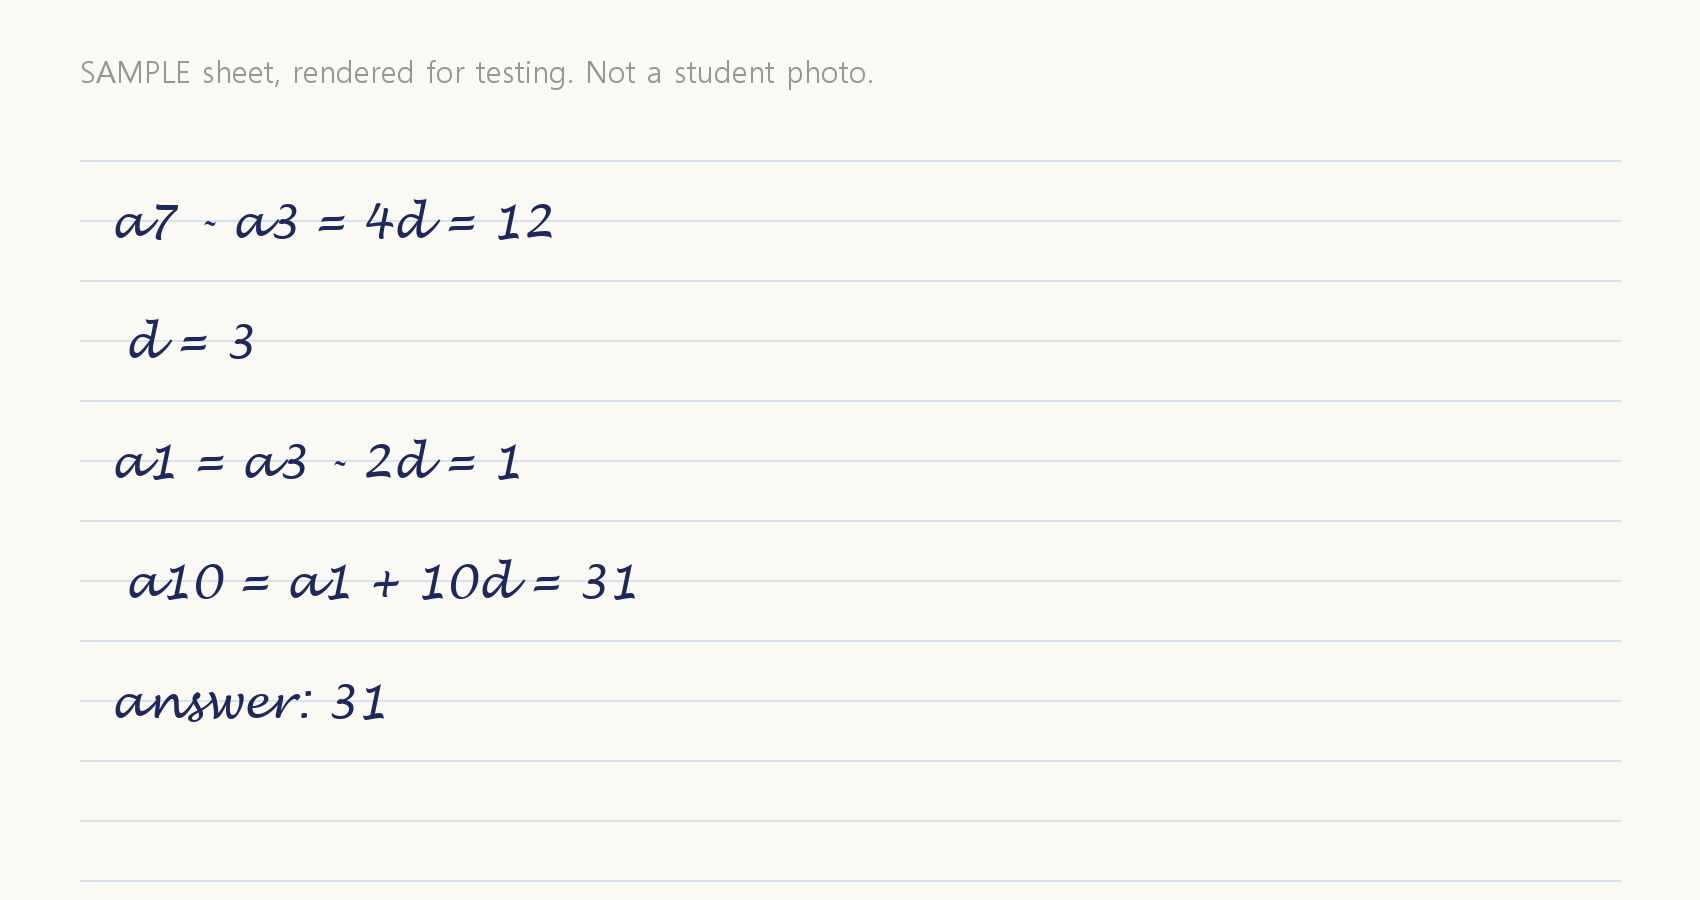 SAMPLE sheet, rendered for testing. Not a student photo.
a7 - a3 = 4d = 12
d = 3
a1 = a3 - 2d = 1
a10 = a1 + 10d = 31
answer: 31